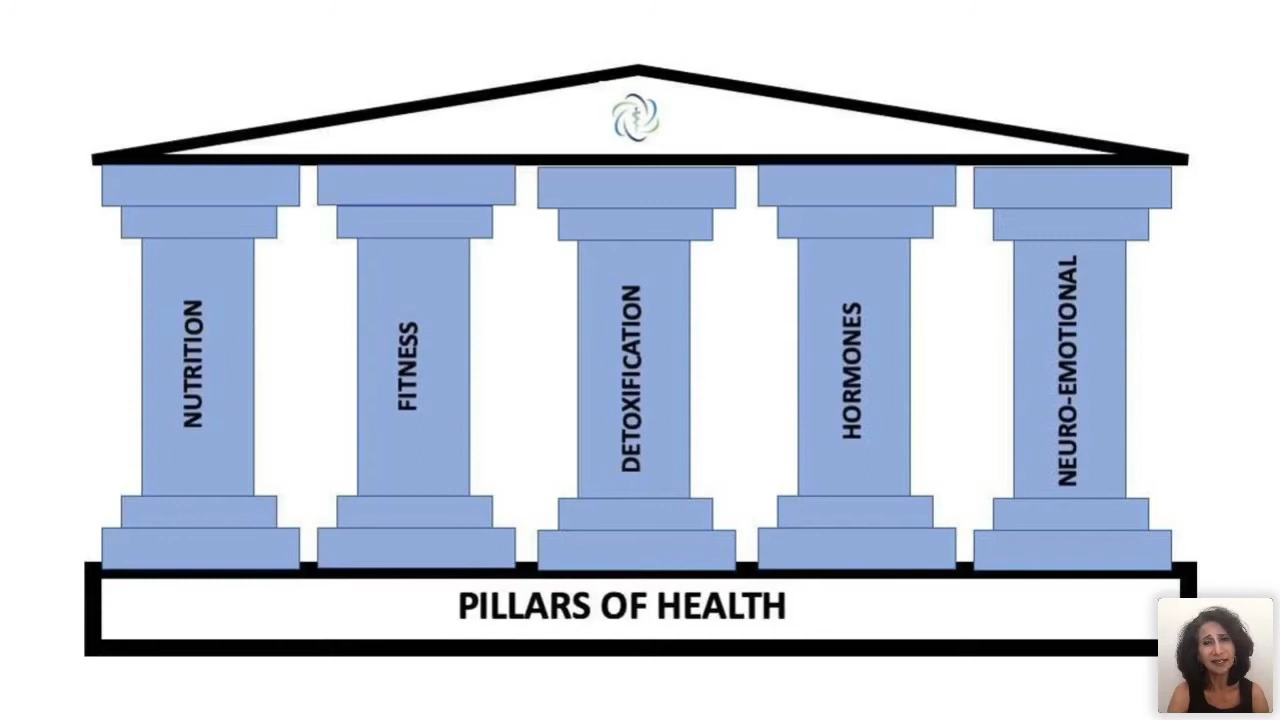 NUTRITION
FITNESS
DETOXIFICATION
HORMONES
NEURO-EMOTIONAL
PILLARS OF HEALTH